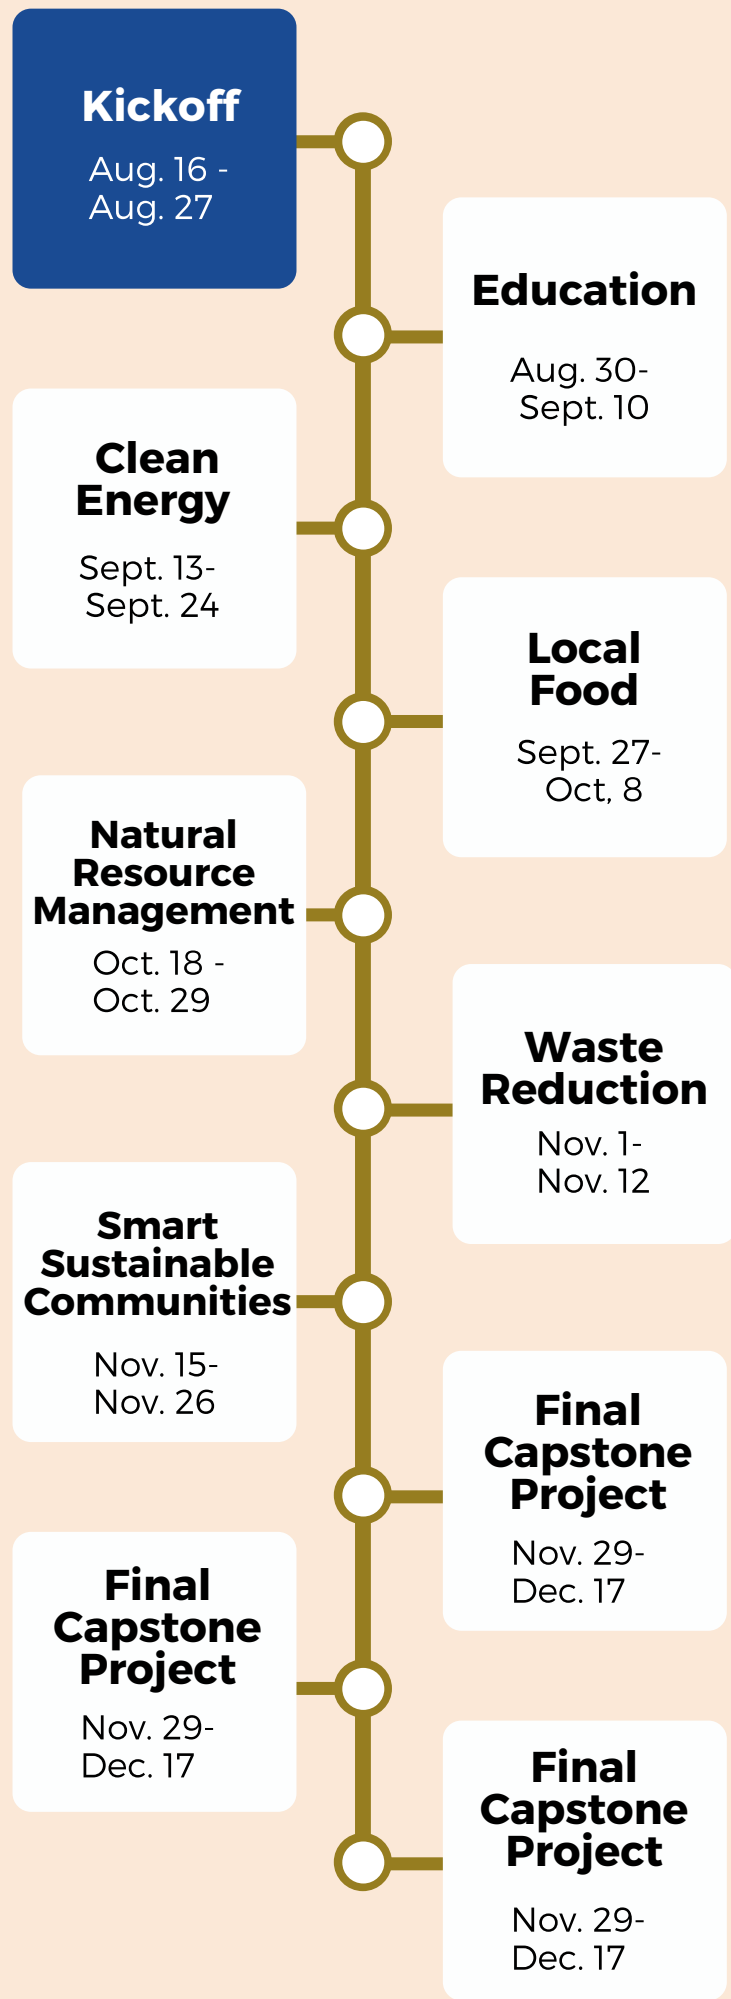 Kickoff
Aug. 16 -
Aug. 27
Education
Aug. 30-
Sept. 10
Clean
Energy
Sept. 13-
Sept. 24
Local
Food
Sept. 27-
Oct, 8
Natural
Resource
Management
Oct. 18 -
Oct. 29
Waste
Reduction
Nov. 1-
Nov. 12
Smart
Sustainable
Communities
Nov. 15-
Nov. 26
Final
Capstone
Project
Nov. 29-
Dec. 17
Final
Capstone
Project
Nov. 29-
Dec. 17
Final
Capstone
Project
Nov. 29-
Dec. 17